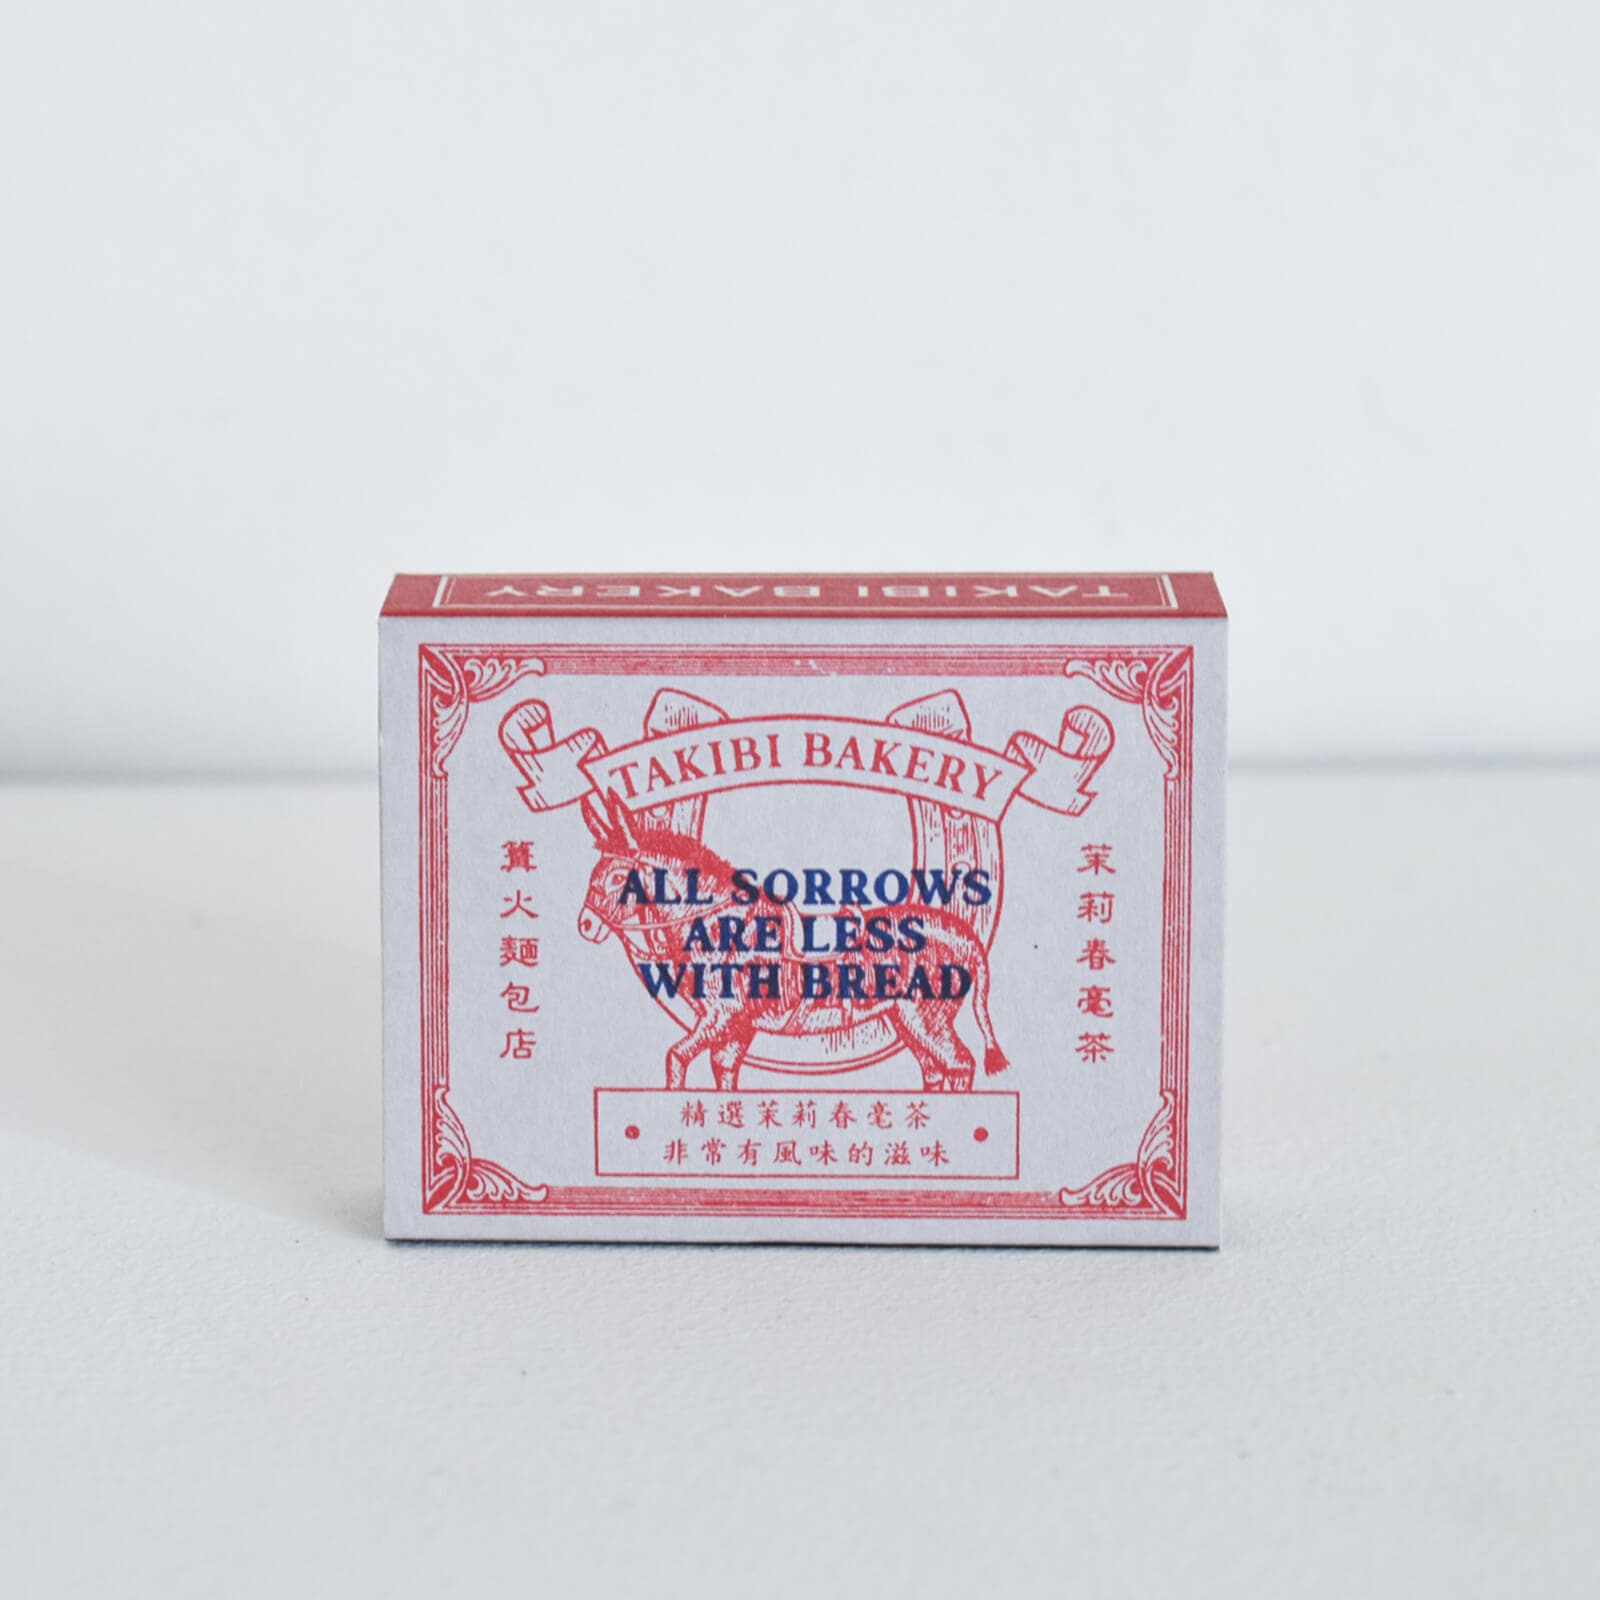 TAKIBI BAKERY
TAKIBI BAKERY
篝火麵包店
ALL SORROWS
ARE LESS
WITH BREAD
茉莉春毫茶
精選茉莉春毫茶
非常有風味的滋味